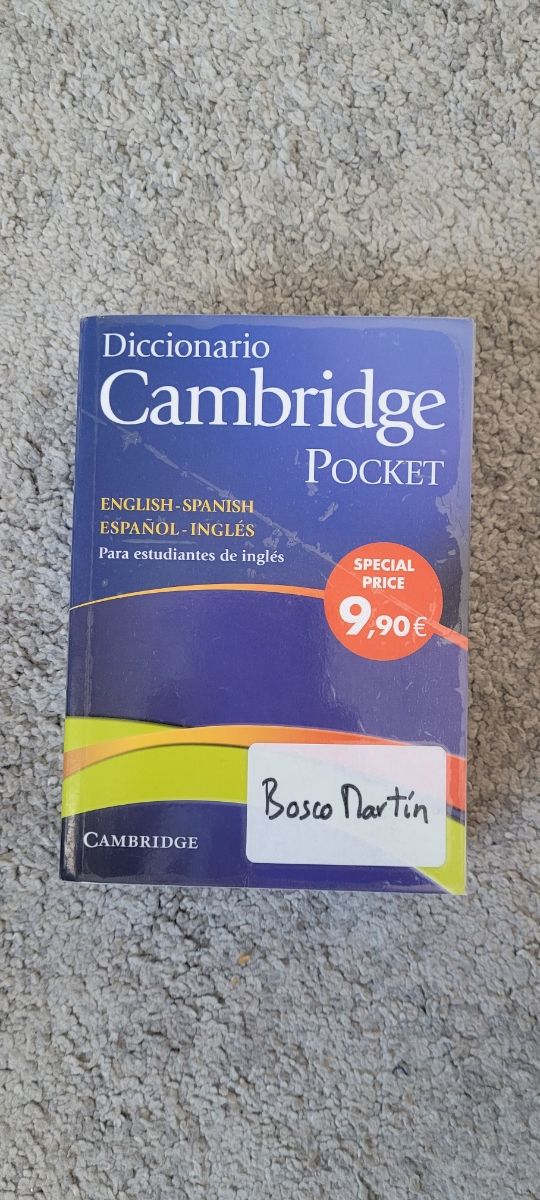 Diccionario
Cambridge
POCKET
ENGLISH-SPANISH
ESPAÑOL-INGLÉS
Para estudiantes de inglés
SPECIAL
PRICE
9,90€
Bosco Martín
CAMBRIDGE